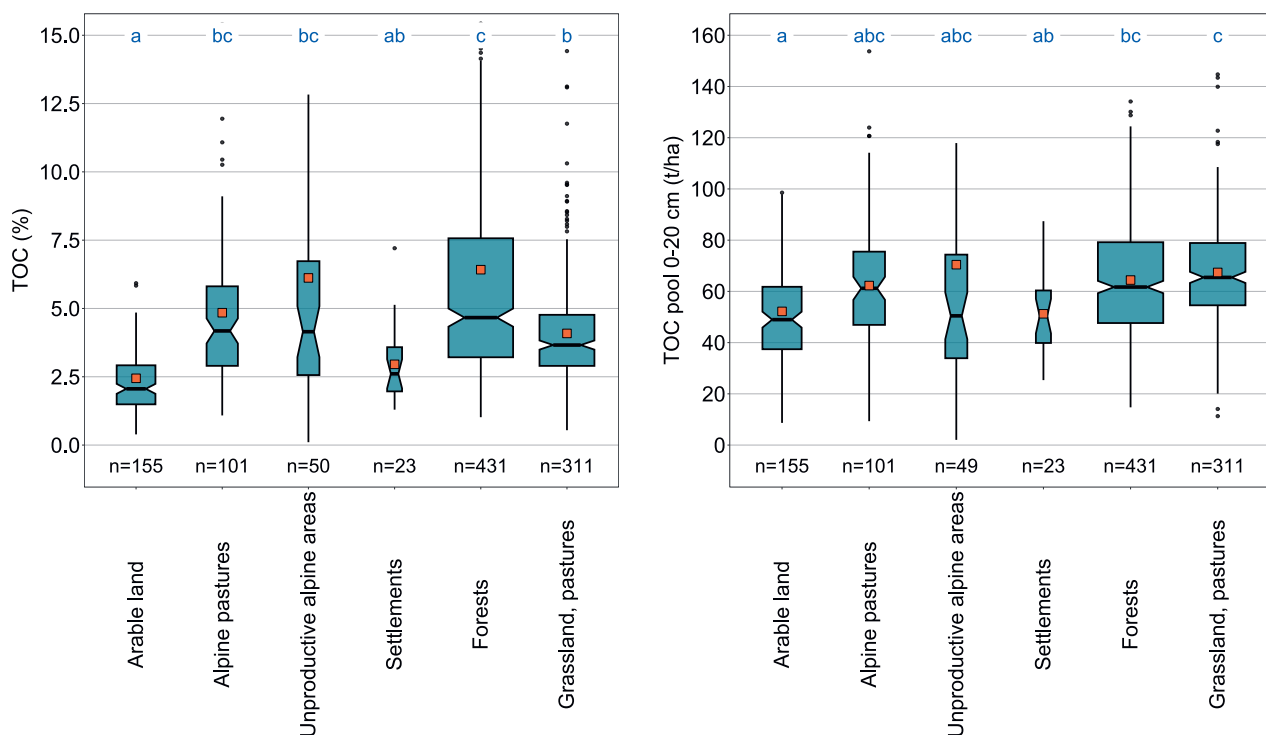 TOC (%)
15.0
12.5
10.0
7.5
5.0
2.5
0.0
a bc bc ab c b
n=155 n=101 n=50 n=23 n=431 n=311
Arable land
Alpine pastures
Unproductive alpine areas
Settlements
Forests
Grassland, pastures
TOC pool 0-20 cm (t/ha)
160
140
120
100
80
60
40
20
0
a abc abc ab bc c
n=155 n=101 n=49 n=23 n=431 n=311
Arable land
Alpine pastures
Unproductive alpine areas
Settlements
Forests
Grassland, pastures